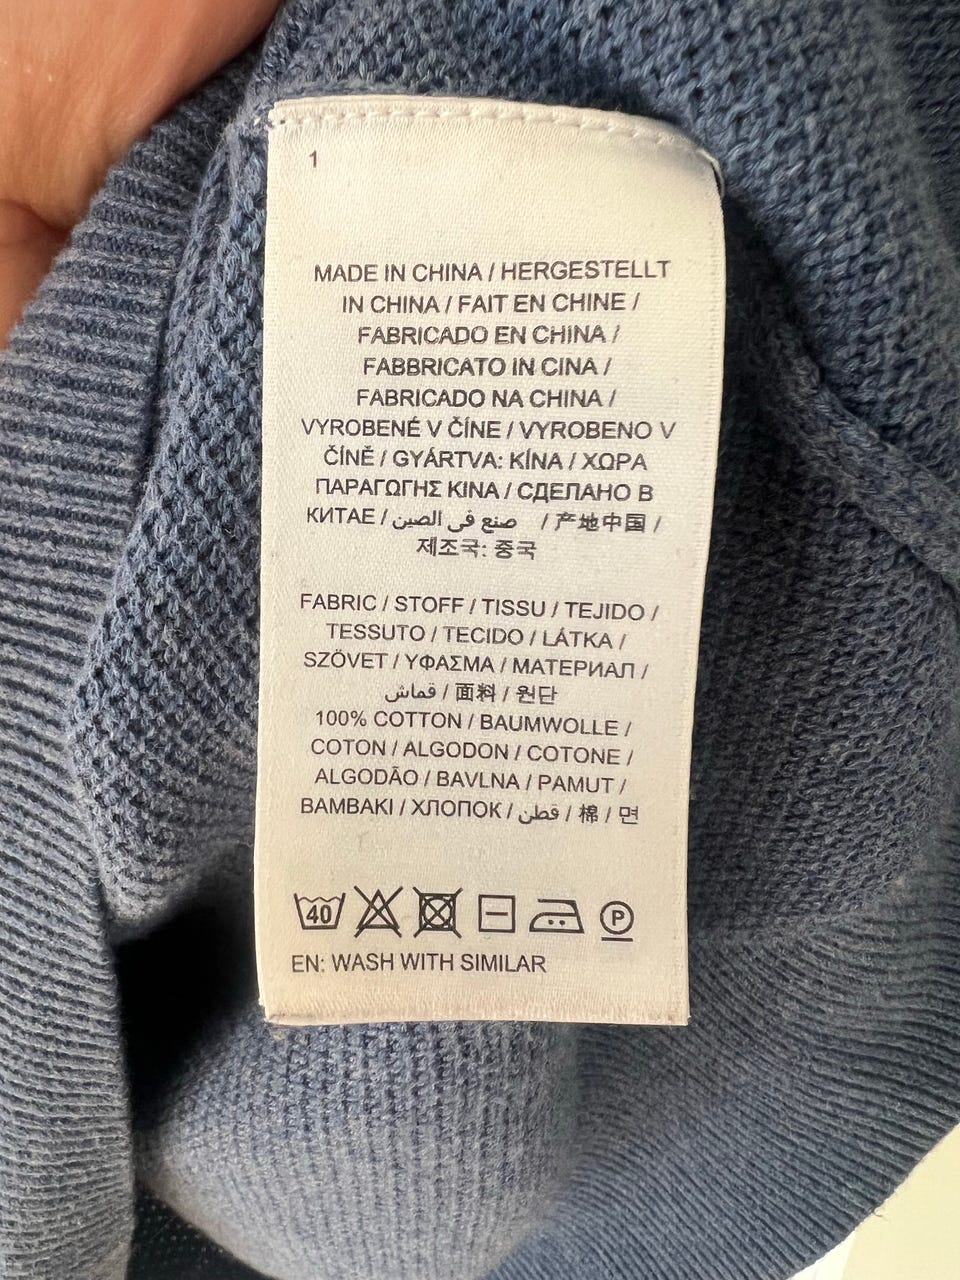 1
MADE IN CHINA / HERGESTELLT
IN CHINA / FAIT EN CHINE /
FABRICADO EN CHINA /
FABBRICATO IN CINA /
FABRICADO NA CHINA /
VYROBENÉ V ČÍNE / VYROBENO V
ČÍNĚ / GYÁRTVA: KÍNA / ΧΩΡΑ
ΠΑΡΑΓΩΓΗΣ ΚΙΝΑ / СДЕЛАНО В
КИТАЕ / صنع في الصين / 产地中国 /
제조국: 중국
FABRIC / STOFF / TISSU / TEJIDO /
TESSUTO / TECIDO / LÁTKA /
SZÖVET / ΥΦΑΣΜΑ / МАТЕРИАЛ /
قماش / 面料 / 원단
100% COTTON / BAUMWOLLE /
COTON / ALGODON / COTONE /
ALGODÃO / BAVLNA / PAMUT /
ΒΑΜΒΑΚΙ / ХЛОПОК / قطن / 棉 / 면
40 P
EN: WASH WITH SIMILAR